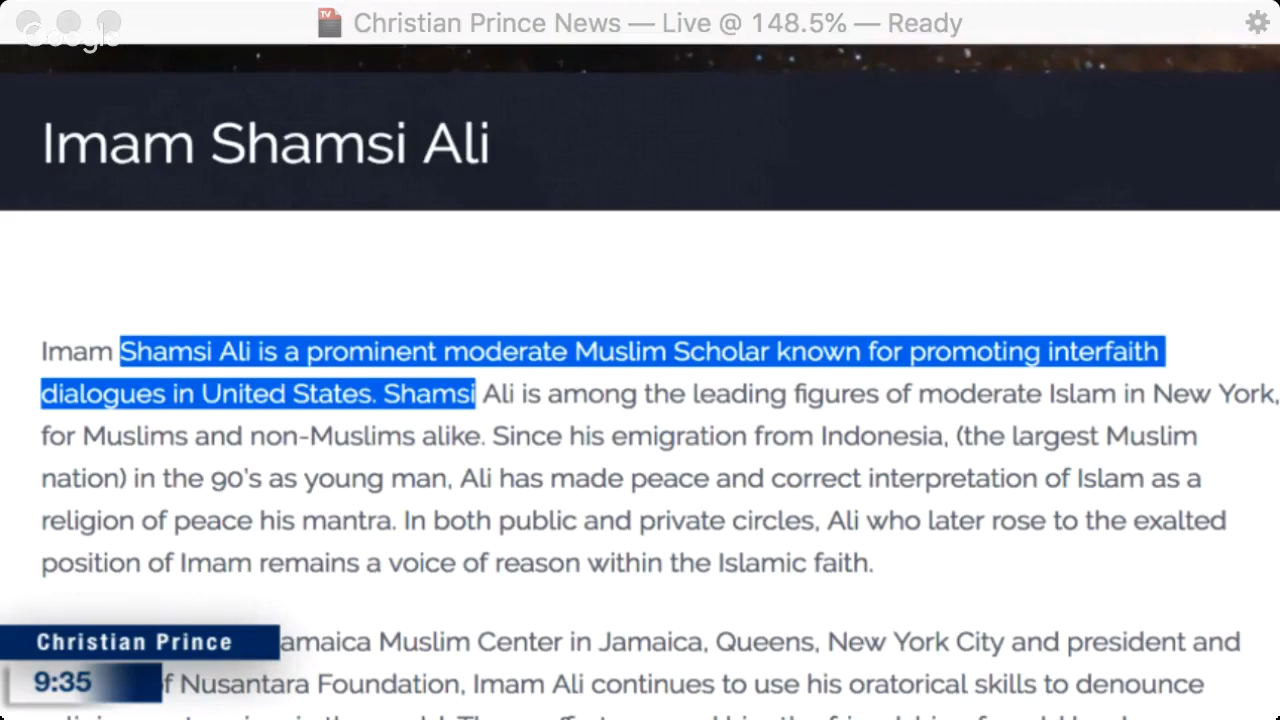 Christian Prince News — Live @ 148.5% — Ready
Google
Imam Shamsi Ali
Imam Shamsi Ali is a prominent moderate Muslim Scholar known for promoting interfaith
dialogues in United States. Shamsi Ali is among the leading figures of moderate Islam in New York,
for Muslims and non-Muslims alike. Since his emigration from Indonesia, (the largest Muslim
nation) in the 90's as young man, Ali has made peace and correct interpretation of Islam as a
religion of peace his mantra. In both public and private circles, Ali who later rose to the exalted
position of Imam remains a voice of reason within the Islamic faith.
Christian Prince
amaica Muslim Center in Jamaica, Queens, New York City and president and
9:35
f Nusantara Foundation, Imam Ali continues to use his oratorical skills to denounce